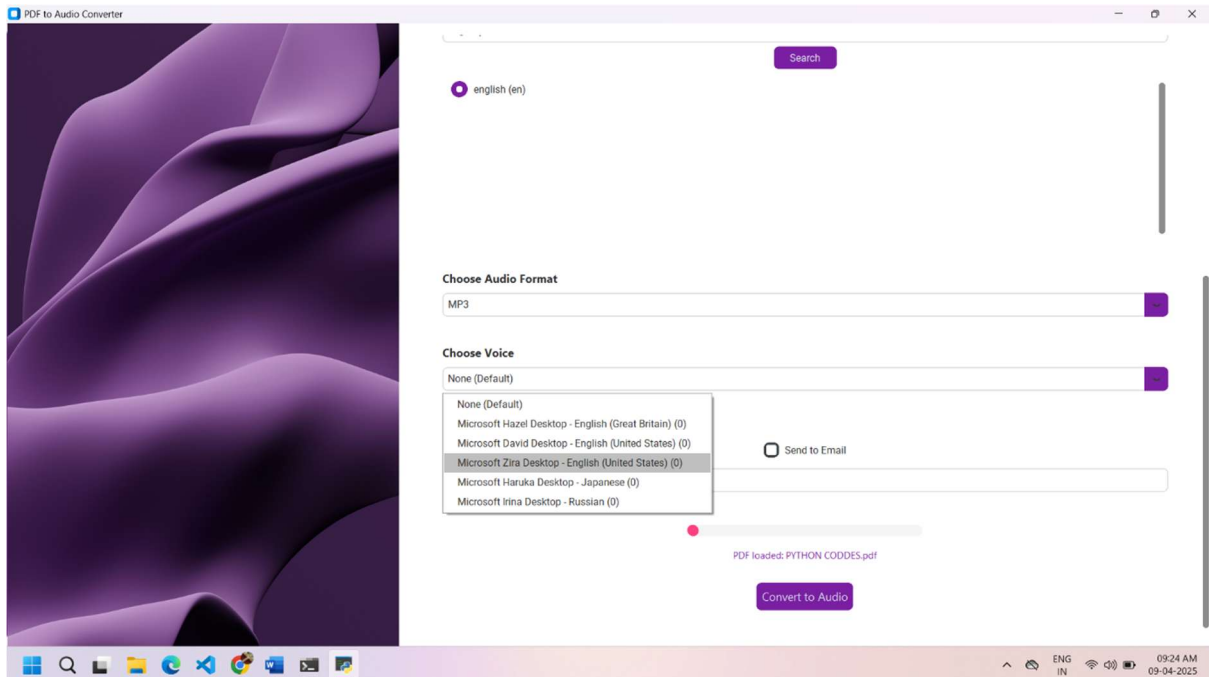 PDF to Audio Converter
Search
english (en)
Choose Audio Format
MP3
Choose Voice
None (Default)
None (Default)
Microsoft Hazel Desktop - English (Great Britain) (0)
Microsoft David Desktop - English (United States) (0)
Send to Email
Microsoft Zira Desktop - English (United States) (0)
Microsoft Haruka Desktop - Japanese (0)
Microsoft Irina Desktop - Russian (0)
PDF loaded: PYTHON CODDES.pdf
Convert to Audio
ENG
IN
09:24 AM
09-04-2025